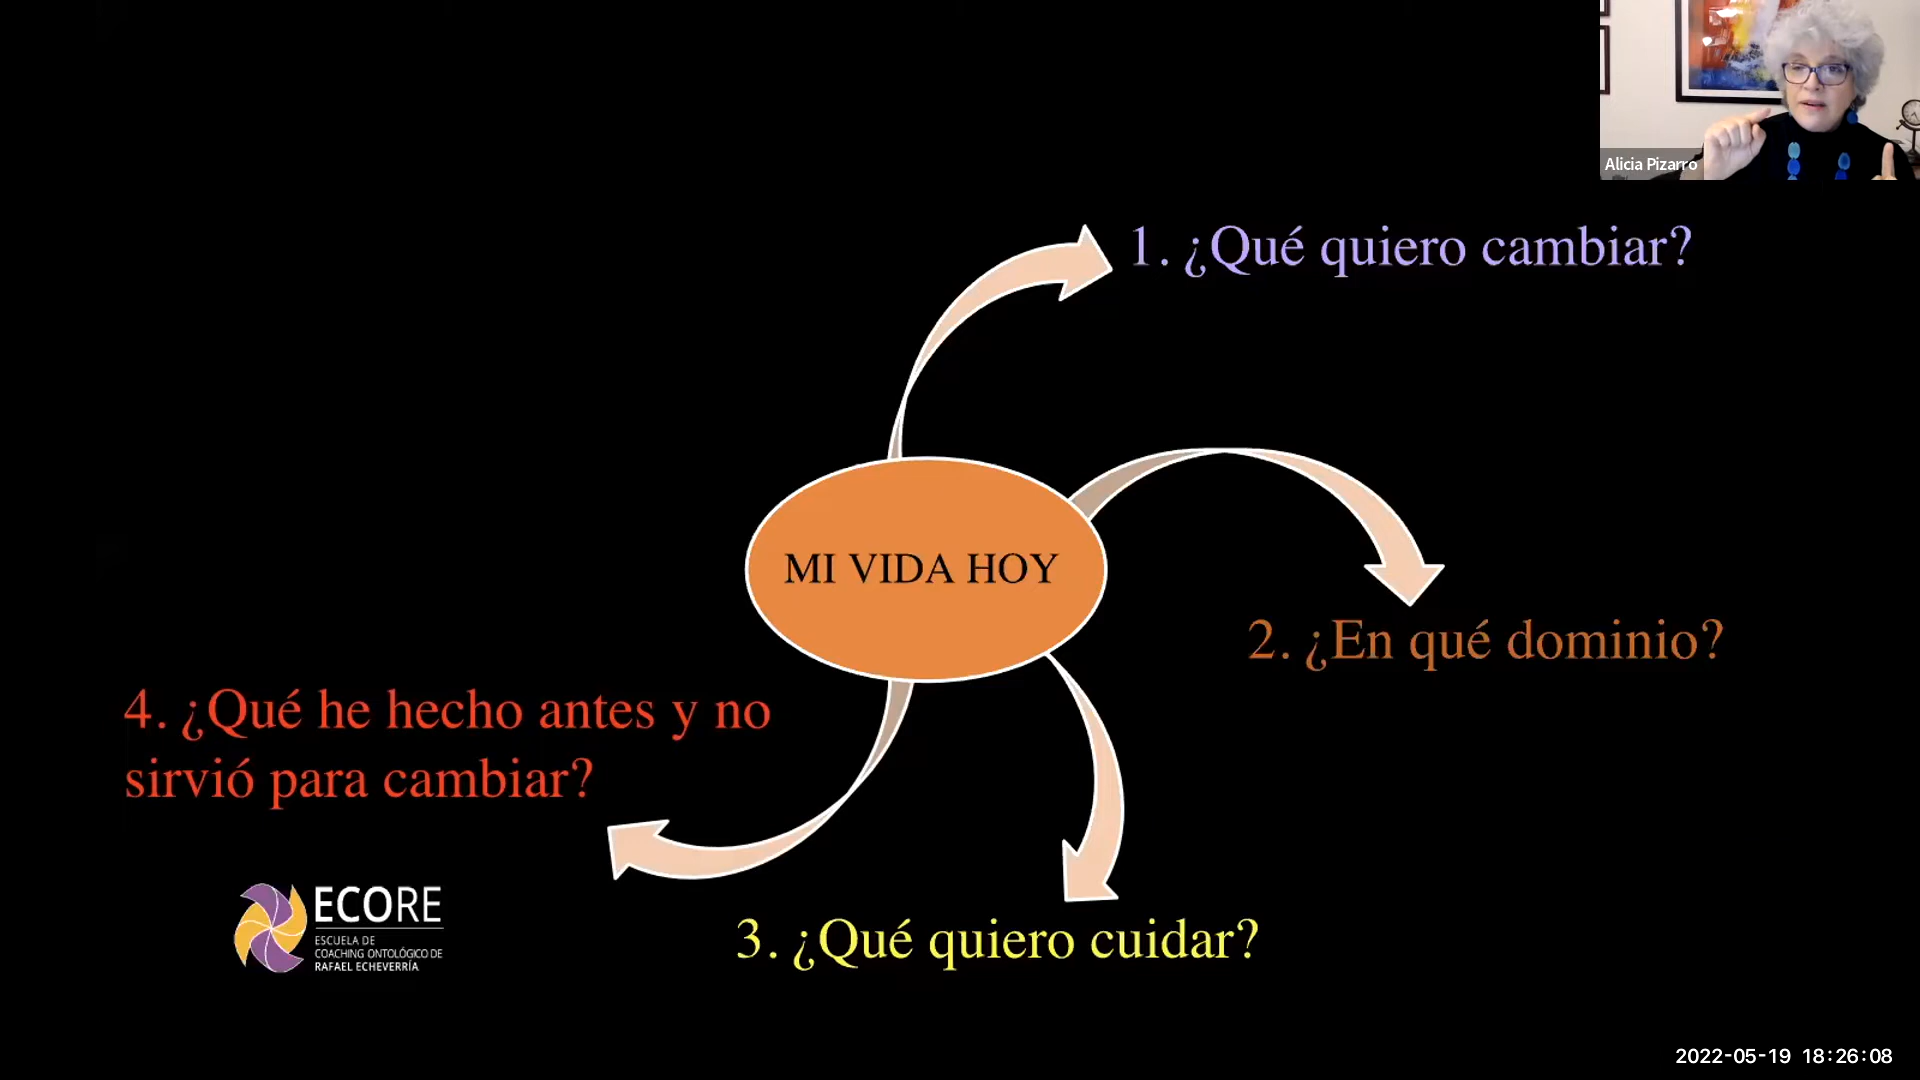 Alicia Pizarro
1. ¿Qué quiero cambiar?
MI VIDA HOY
2. ¿En qué dominio?
4. ¿Qué he hecho antes y no
sirvió para cambiar?
3. ¿Qué quiero cuidar?
ECORE
ESCUELA DE
COACHING ONTOLÓGICO DE
RAFAEL ECHEVERRÍA
2022-05-19 18:26:08